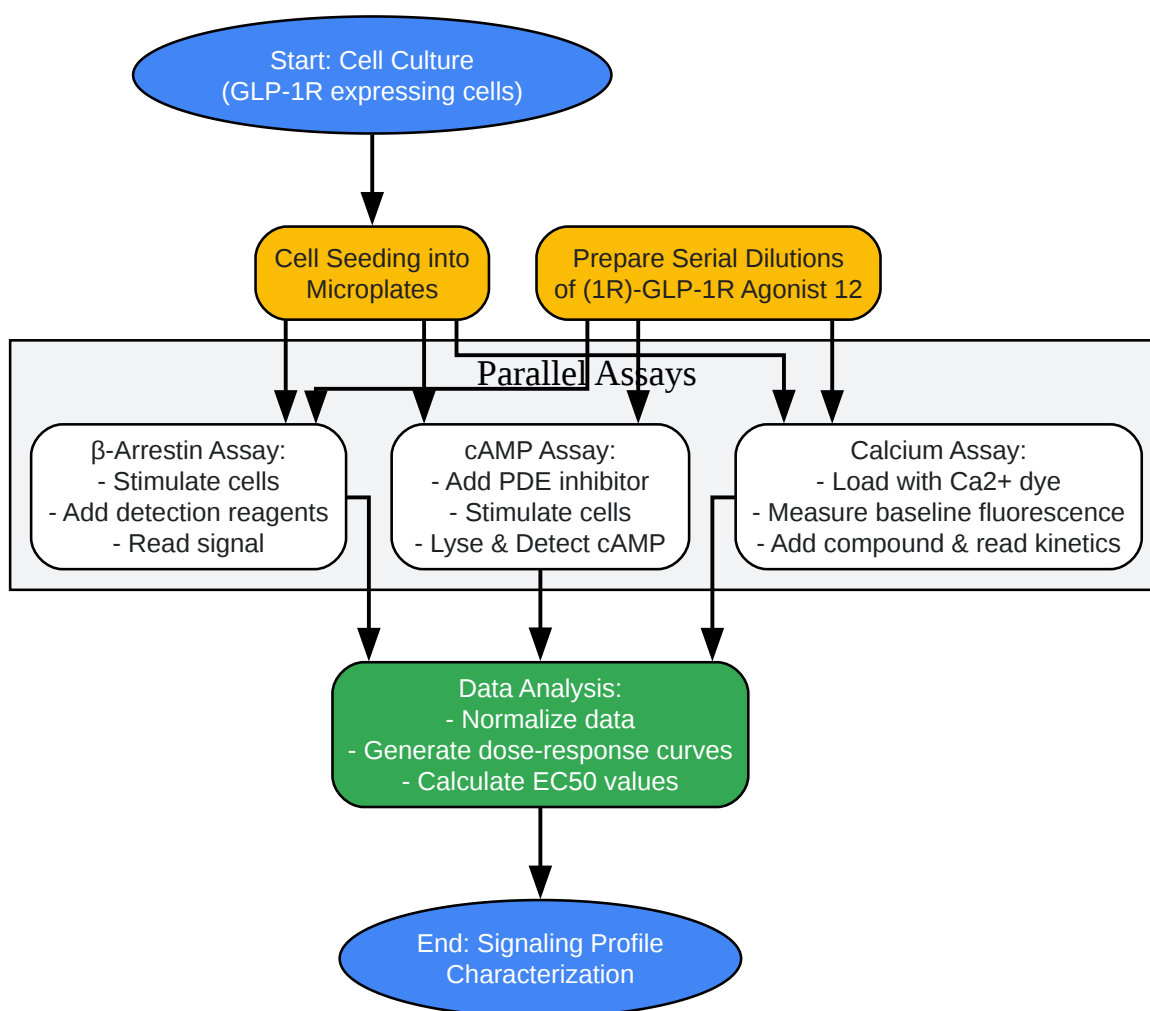 Start: Cell Culture
(GLP-1R expressing cells)
Cell Seeding into
Microplates
Prepare Serial Dilutions
of (1R)-GLP-1R Agonist 12
Parallel Assays
β-Arrestin Assay:
- Stimulate cells
- Add detection reagents
- Read signal
cAMP Assay:
- Add PDE inhibitor
- Stimulate cells
- Lyse & Detect cAMP
Calcium Assay:
- Load with Ca2+ dye
- Measure baseline fluorescence
- Add compound & read kinetics
Data Analysis:
- Normalize data
- Generate dose-response curves
- Calculate EC50 values
End: Signaling Profile
Characterization